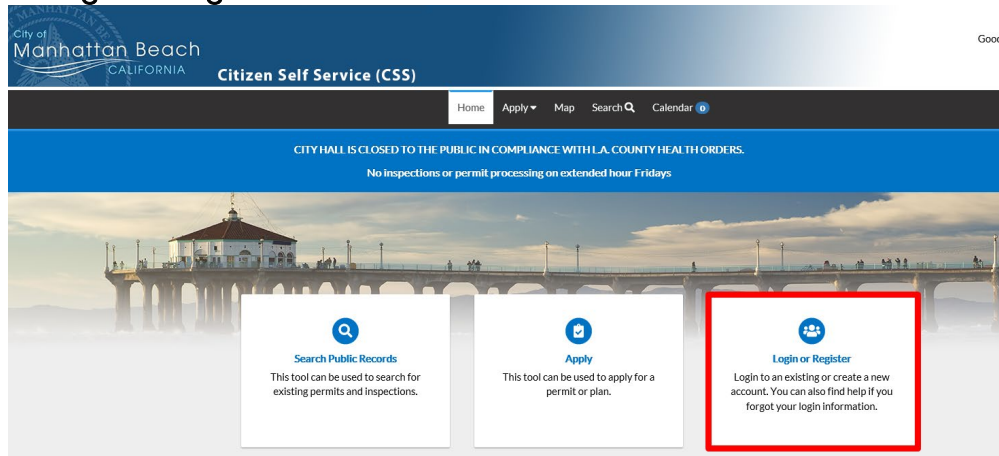 City of
Manhattan Beach
CALIFORNIA
Citizen Self Service (CSS)
Home Apply Map Search Calendar 0
CITY HALL IS CLOSED TO THE PUBLIC IN COMPLIANCE WITH L.A. COUNTY HEALTH ORDERS.
No inspections or permit processing on extended hour Fridays
Search Public Records
This tool can be used to search for
existing permits and inspections.
Apply
This tool can be used to apply for a
permit or plan.
Login or Register
Login to an existing or create a new
account. You can also find help if you
forgot your login information.